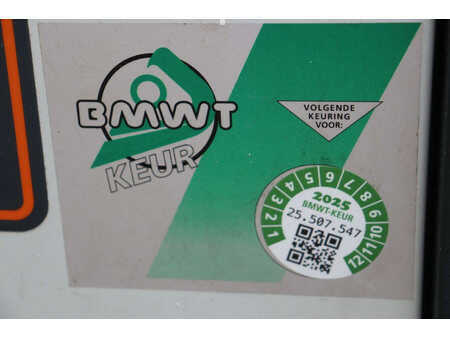 BMWT
KEUR
VOLGENDE
KEURING
VOOR:
1 2 3 4 5 6 7 8 9 10 11 12
2025
BMWT-KEUR
25.507.547